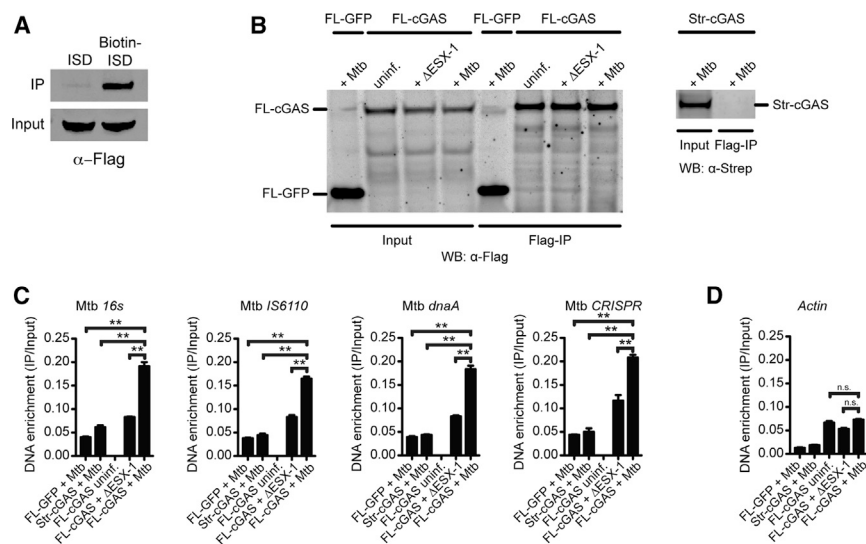 A
ISD
Biotin-
ISD
IP
Input
α–Flag
B
FL-GFP
FL-cGAS
FL-GFP
FL-cGAS
Str-cGAS
+ Mtb
uninf.
+ ΔESX-1
+ Mtb
+ Mtb
uninf.
+ ΔESX-1
+ Mtb
+ Mtb
FL-cGAS
FL-GFP
Str-cGAS
Input
Flag-IP
WB: α-Flag
Input
Flag-IP
WB: α-Strep
C
Mtb 16s
DNA enrichment (IP/Input)
0.25
0.20
0.15
0.10
0.05
0.00
**
**
**
FL-GFP + Mtb
Str-cGAS + Mtb
FL-cGAS uninf.
FL-cGAS + ΔESX-1
FL-cGAS + Mtb
Mtb IS6110
DNA enrichment (IP/Input)
0.25
0.20
0.15
0.10
0.05
0.00
**
**
**
FL-GFP + Mtb
Str-cGAS + Mtb
FL-cGAS uninf.
FL-cGAS + ΔESX-1
FL-cGAS + Mtb
Mtb dnaA
DNA enrichment (IP/Input)
0.25
0.20
0.15
0.10
0.05
0.00
**
**
**
FL-GFP + Mtb
Str-cGAS + Mtb
FL-cGAS uninf.
FL-cGAS + ΔESX-1
FL-cGAS + Mtb
Mtb CRISPR
DNA enrichment (IP/Input)
0.25
0.20
0.15
0.10
0.05
0.00
**
**
**
FL-GFP + Mtb
Str-cGAS + Mtb
FL-cGAS uninf.
FL-cGAS + ΔESX-1
FL-cGAS + Mtb
D
Actin
DNA enrichment (IP/Input)
0.25
0.20
0.15
0.10
0.05
0.00
n.s.
n.s.
FL-GFP + Mtb
Str-cGAS + Mtb
FL-cGAS uninf.
FL-cGAS + ΔESX-1
FL-cGAS + Mtb